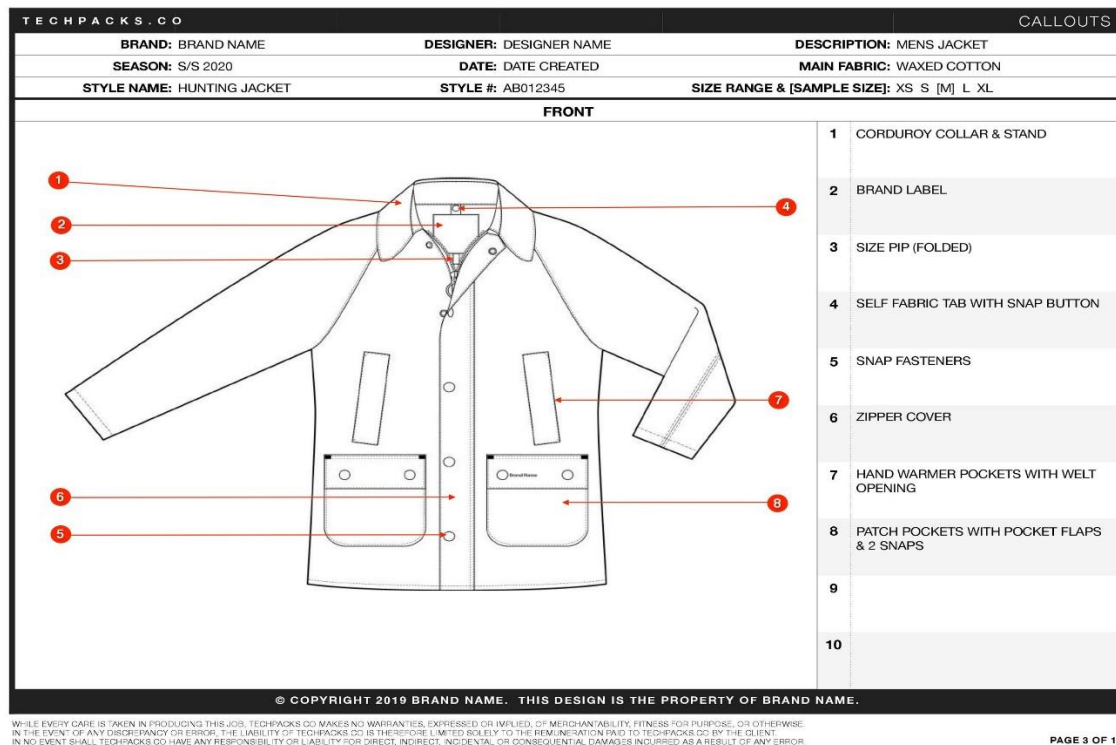 TECHPACKS.CO
CALLOUTS
BRAND: BRAND NAME
DESIGNER: DESIGNER NAME
DESCRIPTION: MENS JACKET
SEASON: S/S 2020
DATE: DATE CREATED
MAIN FABRIC: WAXED COTTON
STYLE NAME: HUNTING JACKET
STYLE #: AB012345
SIZE RANGE & [SAMPLE SIZE]: XS S [M] L XL
FRONT
1
2
3
4
5
6
7
8
Brand Name
1 CORDUROY COLLAR & STAND
2 BRAND LABEL
3 SIZE PIP (FOLDED)
4 SELF FABRIC TAB WITH SNAP BUTTON
5 SNAP FASTENERS
6 ZIPPER COVER
7 HAND WARMER POCKETS WITH WELT
OPENING
8 PATCH POCKETS WITH POCKET FLAPS
& 2 SNAPS
9
10
© COPYRIGHT 2019 BRAND NAME. THIS DESIGN IS THE PROPERTY OF BRAND NAME.
WHILE EVERY CARE IS TAKEN IN PRODUCING THIS JOB, TECHPACKS.CO MAKES NO WARRANTIES, EXPRESSED OR IMPLIED, OF MERCHANTABILITY, FITNESS FOR PURPOSE, OR OTHERWISE.
IN THE EVENT OF ANY DISCREPANCY OR ERROR, THE LIABILITY OF TECHPACKS.CO IS THEREFORE LIMITED SOLELY TO THE REMUNERATION PAID TO TECHPACKS.CO BY THE CLIENT.
IN NO EVENT SHALL TECHPACKS.CO HAVE ANY RESPONSIBILITY OR LIABILITY FOR DIRECT, INDIRECT, INCIDENTAL OR CONSEQUENTIAL DAMAGES INCURRED AS A RESULT OF ANY ERROR.
PAGE 3 OF 1